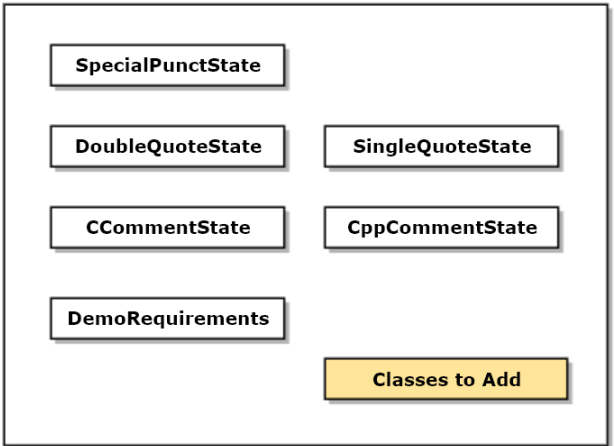 SpecialPunctState
DoubleQuoteState
SingleQuoteState
CCommentState
CppCommentState
DemoRequirements
Classes to Add